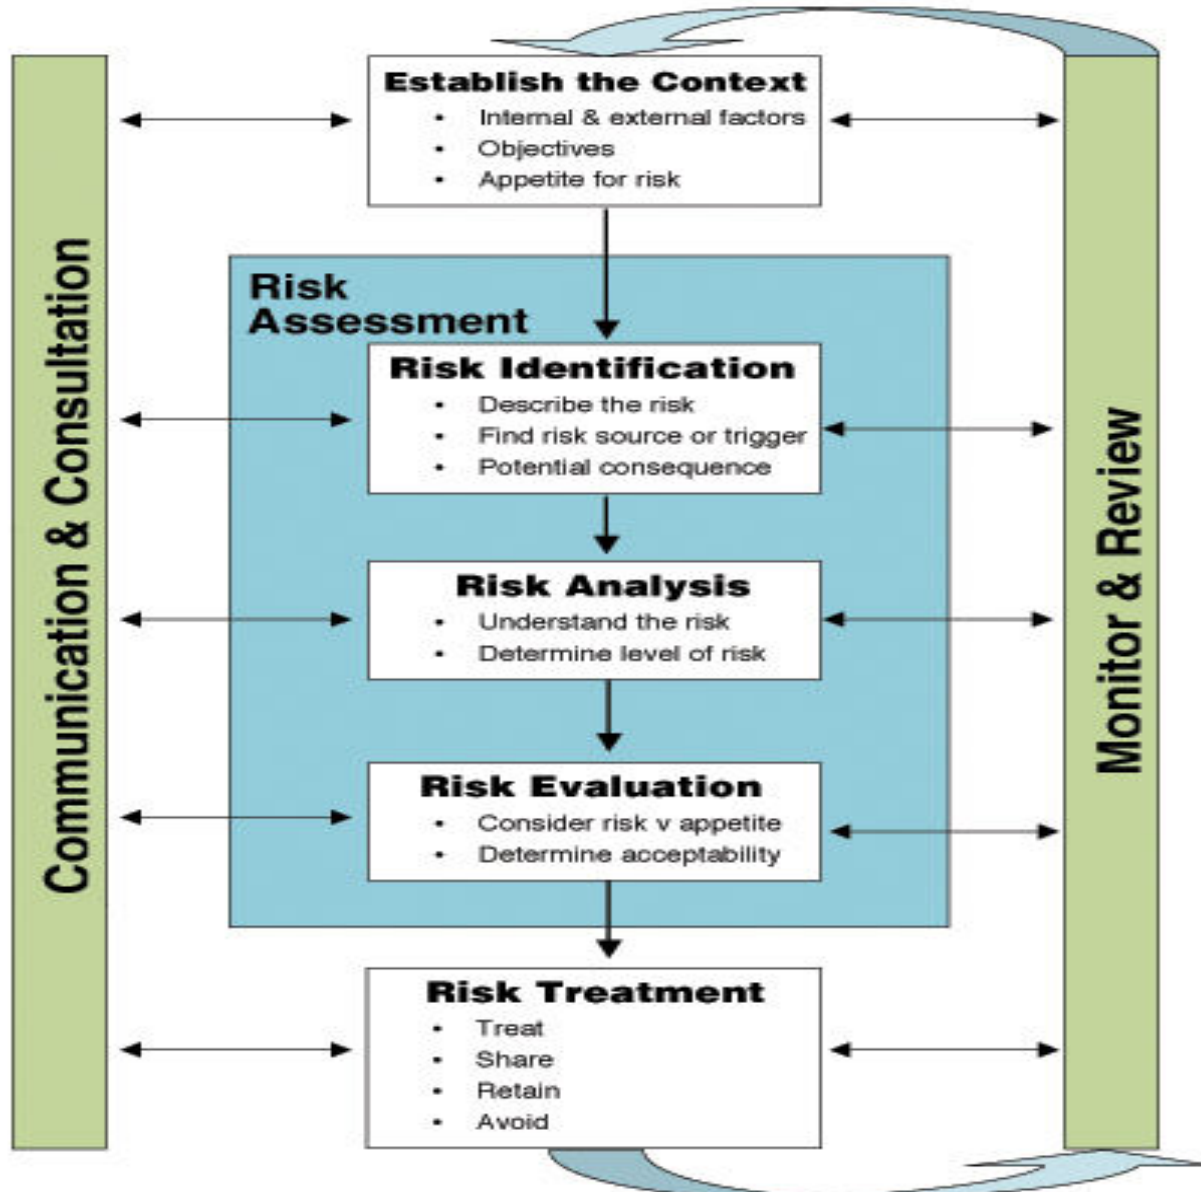 Establish the Context
• Internal & external factors
• Objectives
• Appetite for risk
Communication & Consultation
Risk
Assessment
Risk Identification
• Describe the risk
• Find risk source or trigger
• Potential consequence
Risk Analysis
• Understand the risk
• Determine level of risk
Risk Evaluation
• Consider risk v appetite
• Determine acceptability
Risk Treatment
• Treat
• Share
• Retain
• Avoid
Monitor & Review